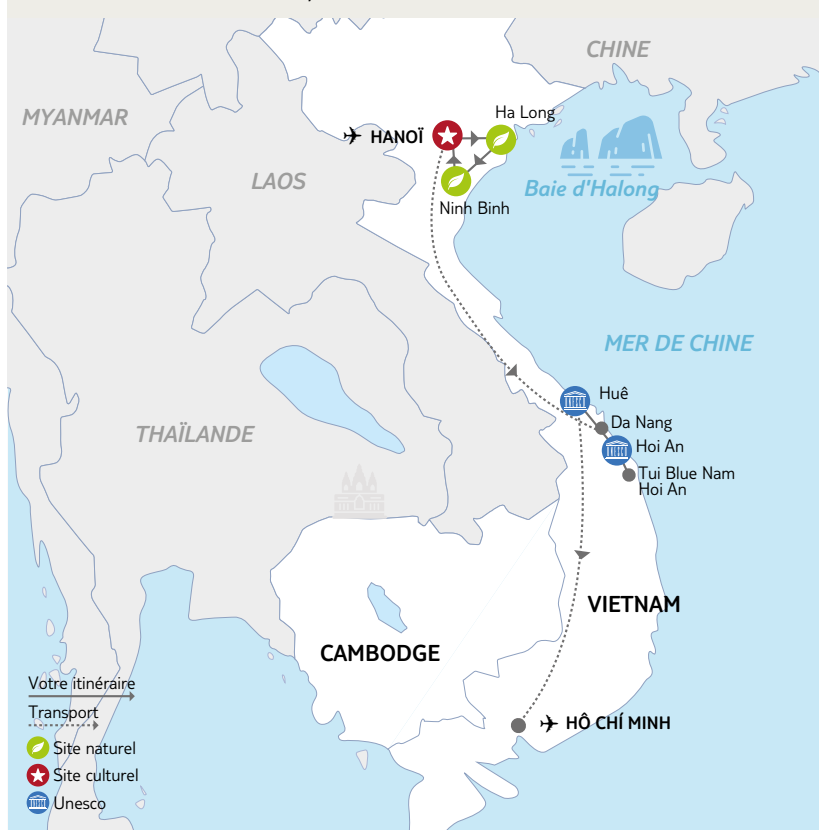 CHINE
MYANMAR
Ha Long
HANOÏ
LAOS
Baie d'Halong
Ninh Binh
MER DE CHINE
Huê
Da Nang
THAÏLANDE
Hoi An
Tui Blue Nam
Hoi An
VIETNAM
CAMBODGE
HÔ CHÍ MINH
Votre itinéraire
Transport
Site naturel
Site culturel
Unesco